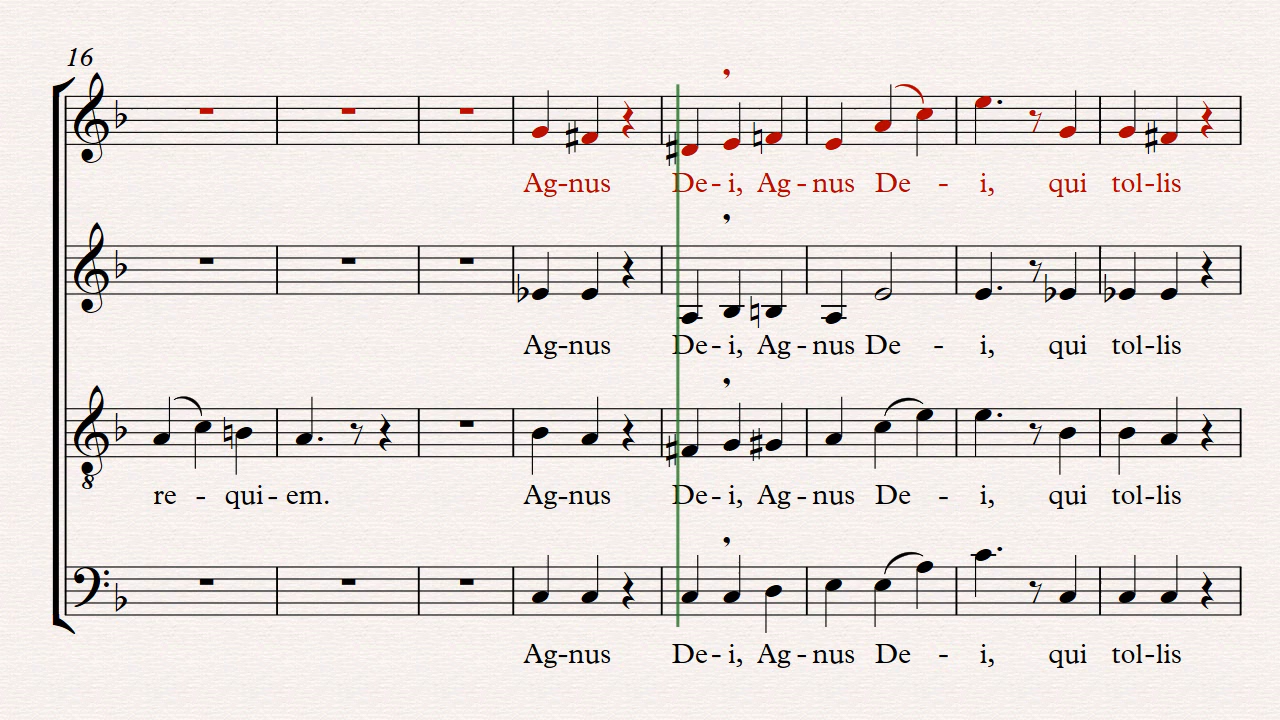 16
Ag-nus De-i, Ag-nus De - i, qui tol-lis
Ag-nus De-i, Ag-nus De - i, qui tol-lis
8
re - qui-em. Ag-nus De-i, Ag-nus De - i, qui tol-lis
Ag-nus De-i, Ag-nus De - i, qui tol-lis